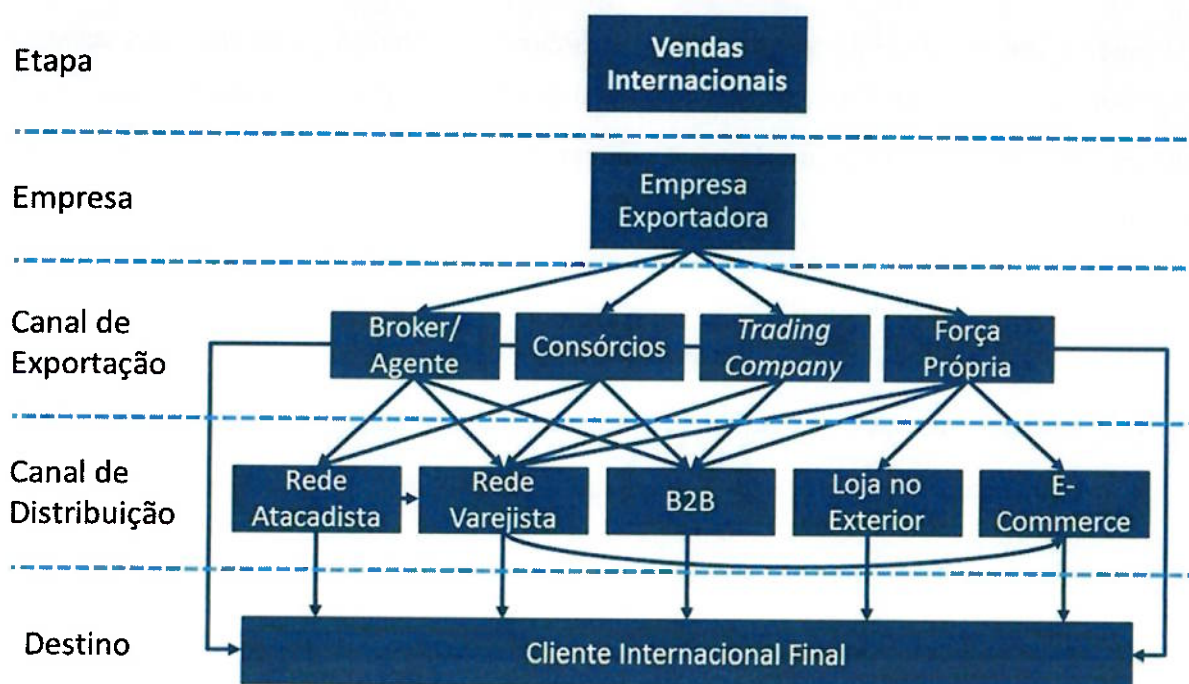 Etapa
Vendas
Internacionais
Empresa
Empresa
Exportadora
Canal de
Exportação
Broker/
Agente
Consórcios
Trading
Company
Força
Própria
Canal de
Distribuição
Rede
Atacadista
Rede
Varejista
B2B
Loja no
Exterior
E-
Commerce
Destino
Cliente Internacional Final